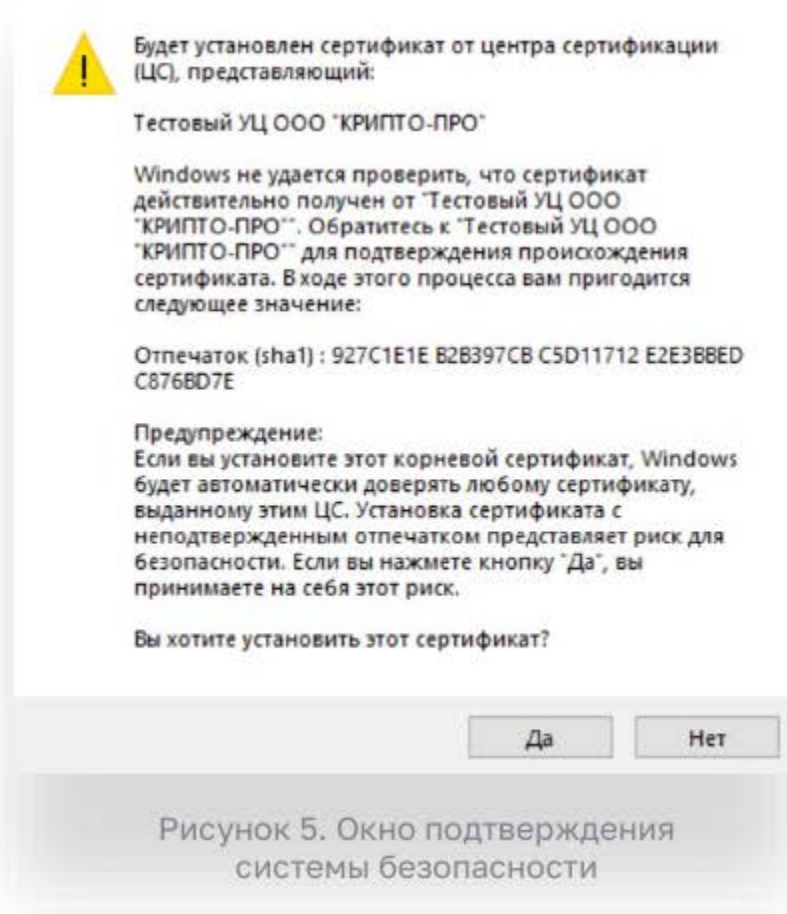 Будет установлен сертификат от центра сертификации
(ЦС), представляющий:
Тестовый УЦ ООО "КРИПТО-ПРО"
Windows не удается проверить, что сертификат
действительно получен от "Тестовый УЦ ООО
"КРИПТО-ПРО"". Обратитесь к "Тестовый УЦ ООО
"КРИПТО-ПРО"" для подтверждения происхождения
сертификата. В ходе этого процесса вам пригодится
следующее значение:
Отпечаток (sha1) : 927C1E1E B2B397CB C5D11712 E2E3BBED
C876BD7E
Предупреждение:
Если вы установите этот корневой сертификат, Windows
будет автоматически доверять любому сертификату,
выданному этим ЦС. Установка сертификата с
неподтвержденным отпечатком представляет риск для
безопасности. Если вы нажмете кнопку "Да", вы
принимаете на себя этот риск.
Вы хотите установить этот сертификат?
Да Нет
Рисунок 5. Окно подтверждения
системы безопасности